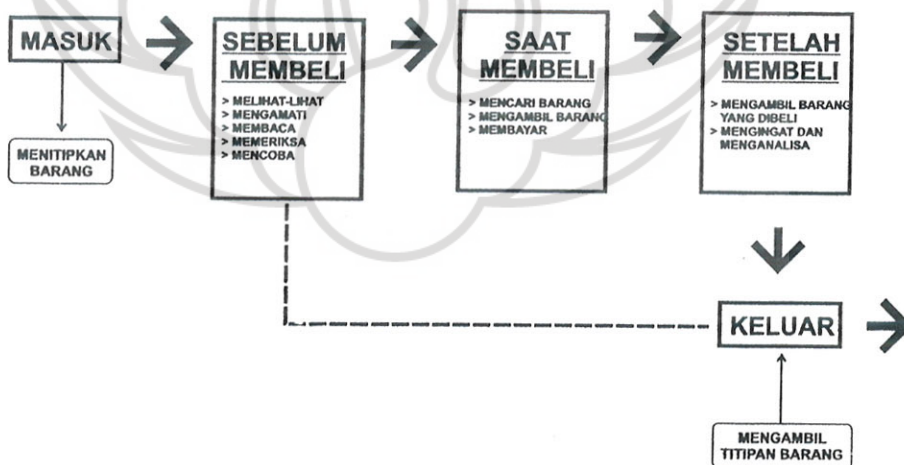 MASUK
MENITIPKAN
BARANG
SEBELUM
MEMBELI
> MELIHAT-LIHAT
> MENGAMATI
> MEMBACA
> MEMERIKSA
> MENCOBA
SAAT
MEMBELI
> MENCARI BARANG
> MENGAMBIL BARANG
> MEMBAYAR
SETELAH
MEMBELI
> MENGAMBIL BARANG
YANG DIBELI
> MENGINGAT DAN
MENGANALISA
KELUAR
MENGAMBIL
TITIPAN BARANG